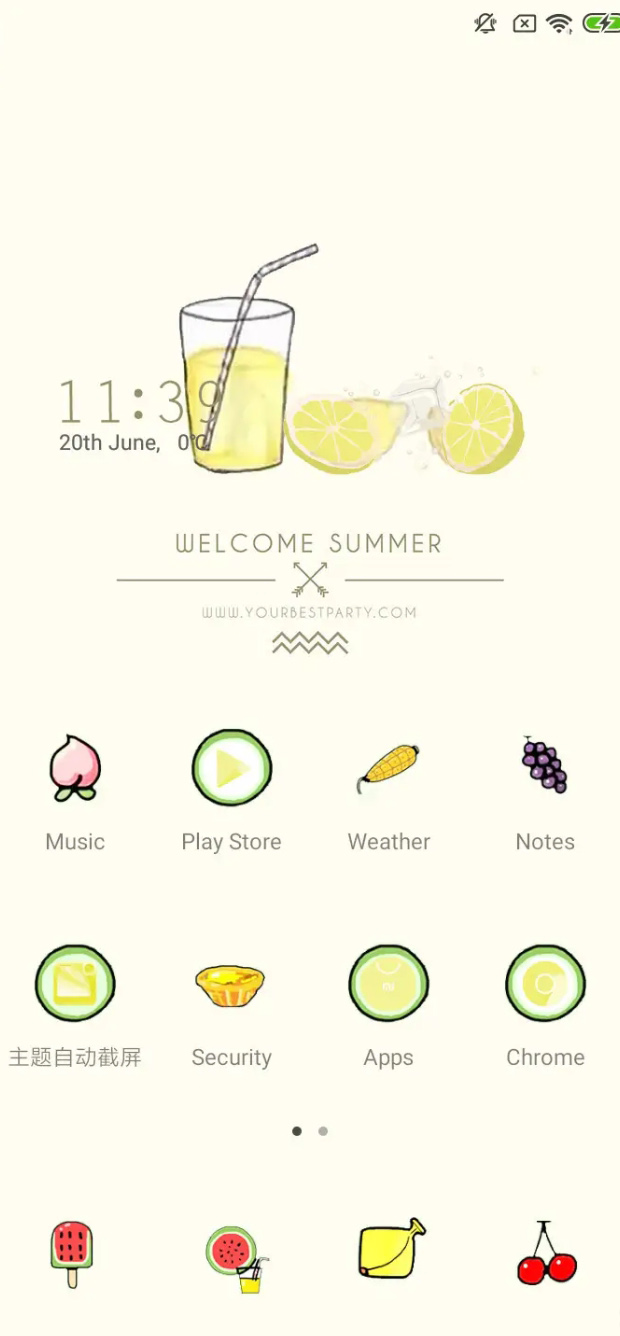 11:39
20th June, 0°C
WELCOME SUMMER
WWW.YOURBESTPARTY.COM
Music
Play Store
Weather
Notes
主题自动截屏
Security
Apps
Chrome